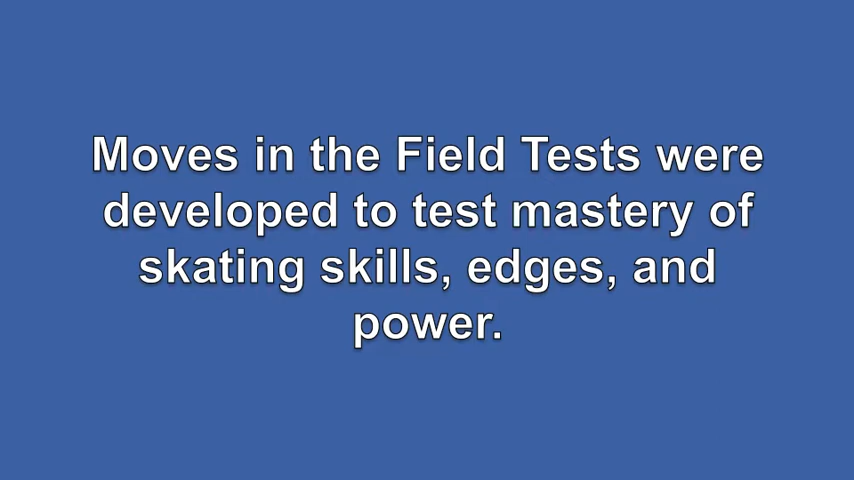 Moves in the Field Tests were
developed to test mastery of
skating skills, edges, and
power.